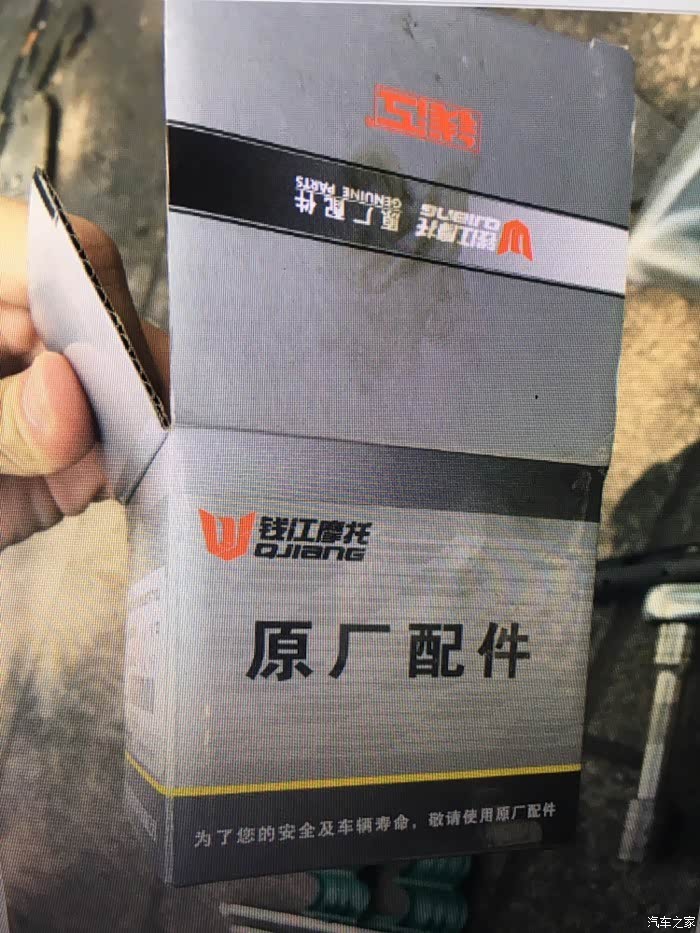 钱江
钱江摩托
QJIANG
原厂配件
GENUINE PARTS
钱江摩托
QJIANG
原厂配件
为了您的安全及车辆寿命，敬请使用原厂配件
汽车之家